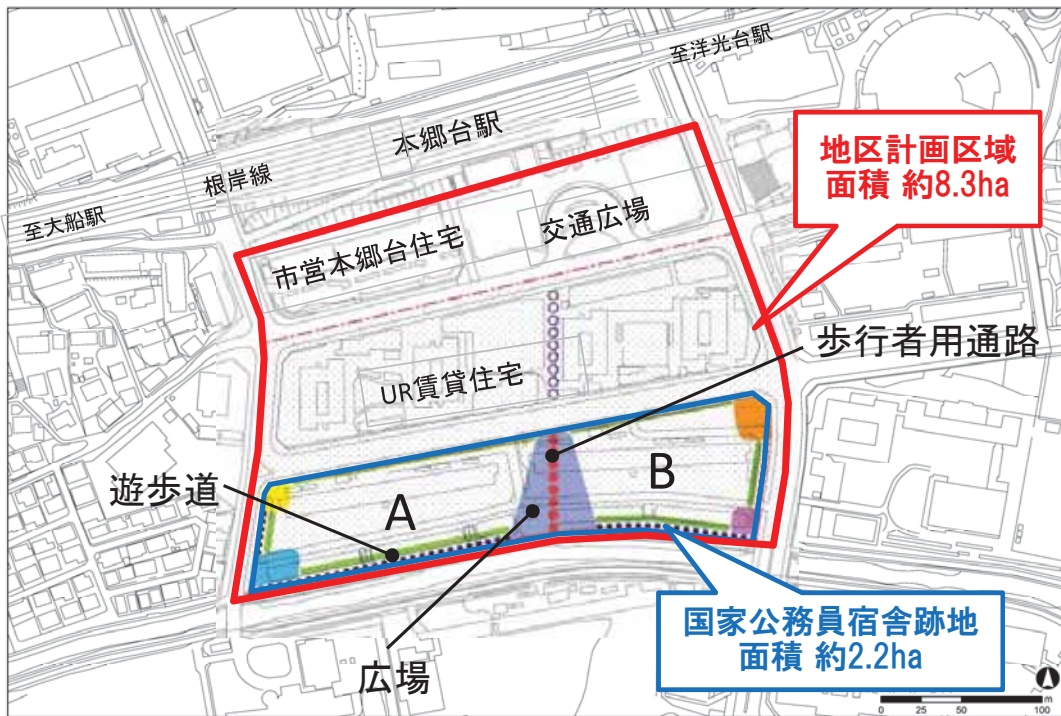 至洋光台駅
本郷台駅
根岸線
至大船駅
地区計画区域
面積 約8.3ha
市営本郷台住宅
交通広場
歩行者用通路
UR賃貸住宅
遊歩道
A
B
国家公務員宿舎跡地
面積 約2.2ha
広場
0 25 50 100
m